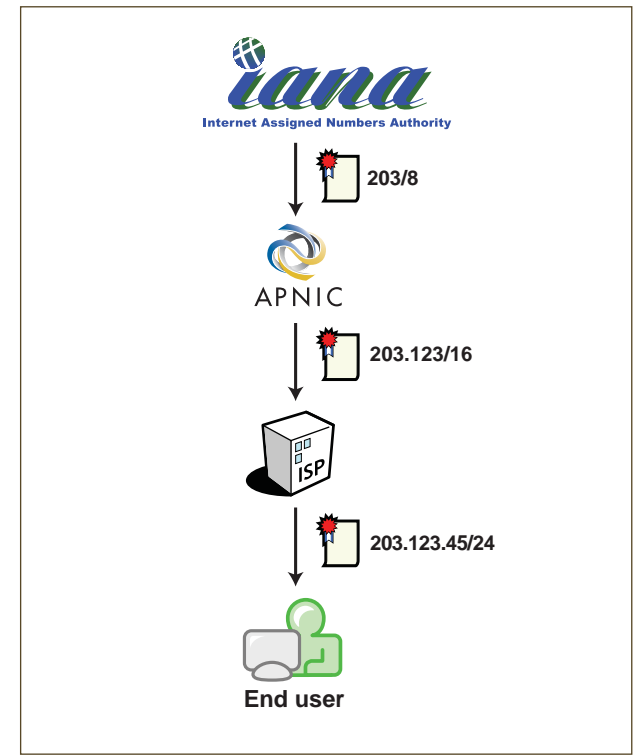 iana
Internet Assigned Numbers Authority
203/8
APNIC
203.123/16
ISP
203.123.45/24
End user